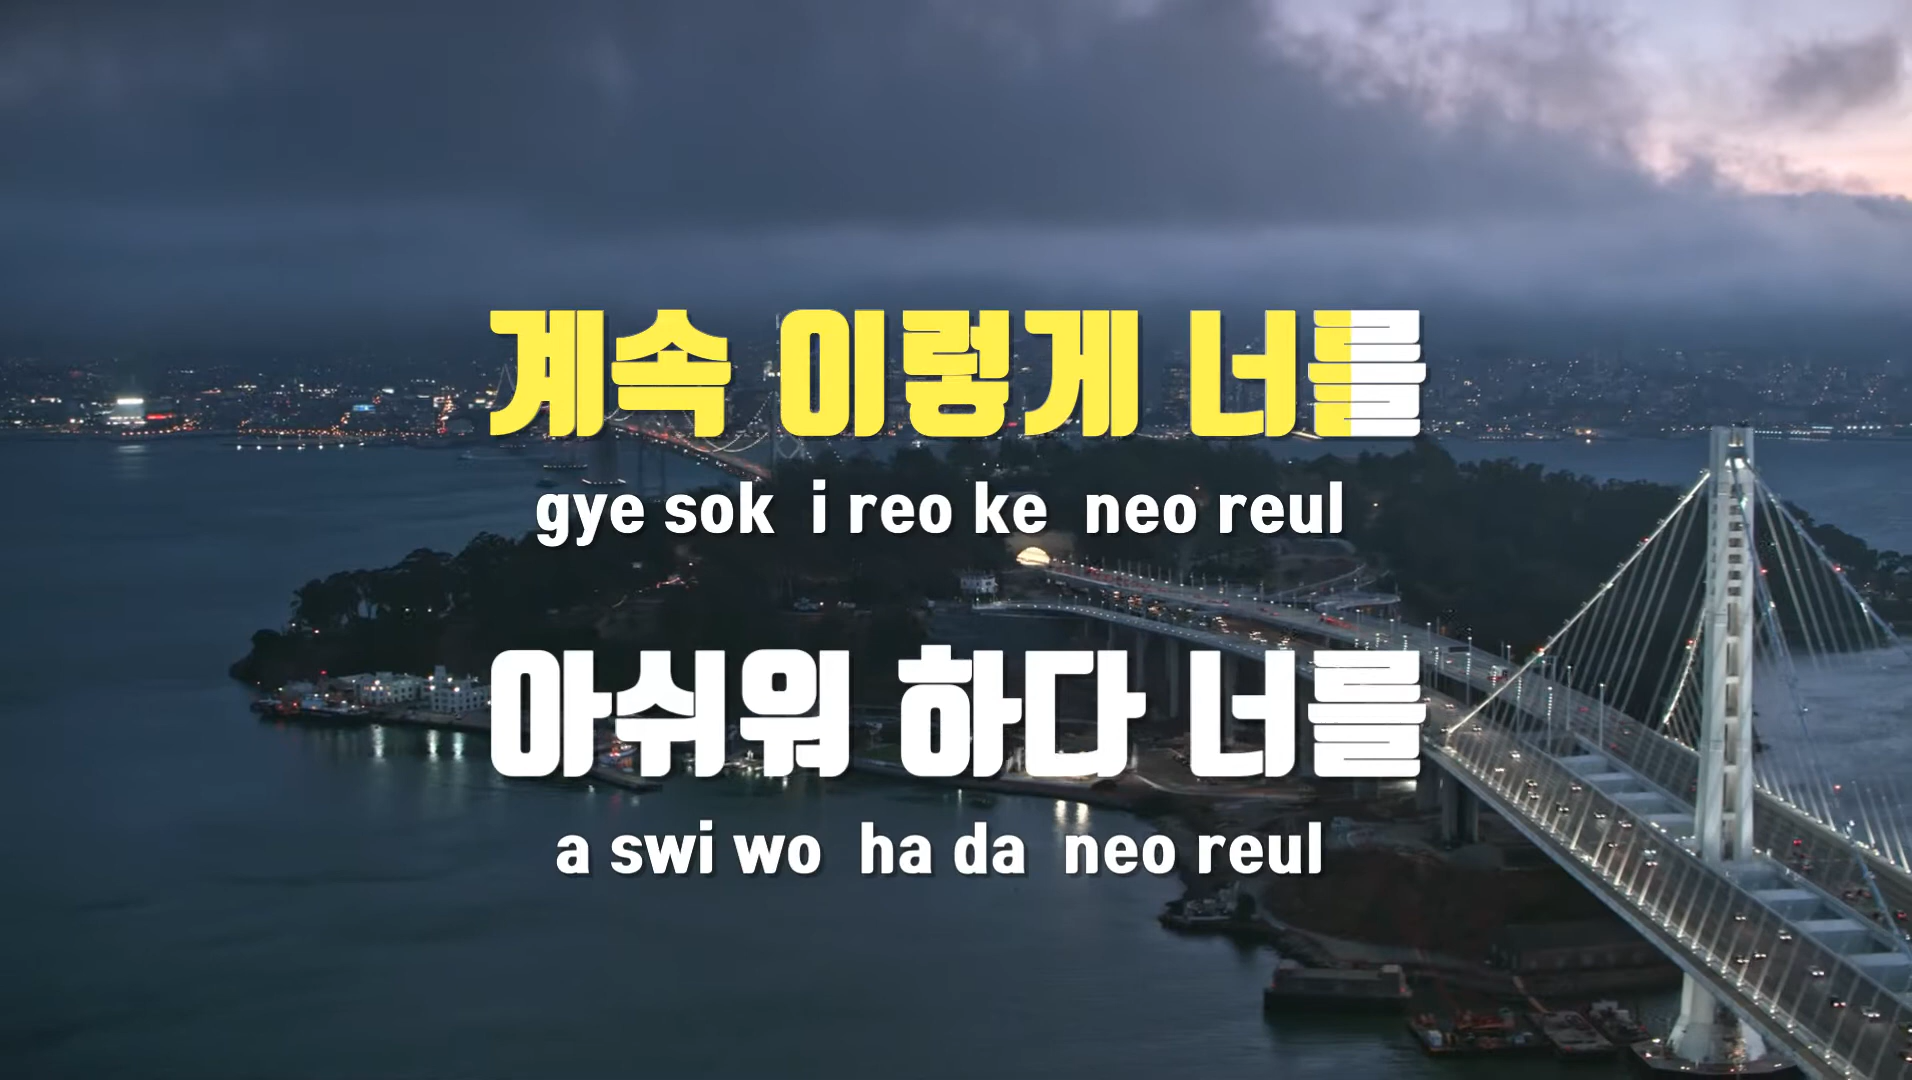 계속 이렇게 너를
gye sok i reo ke neo reul
아쉬워 하다 너를
a swi wo ha da neo reul